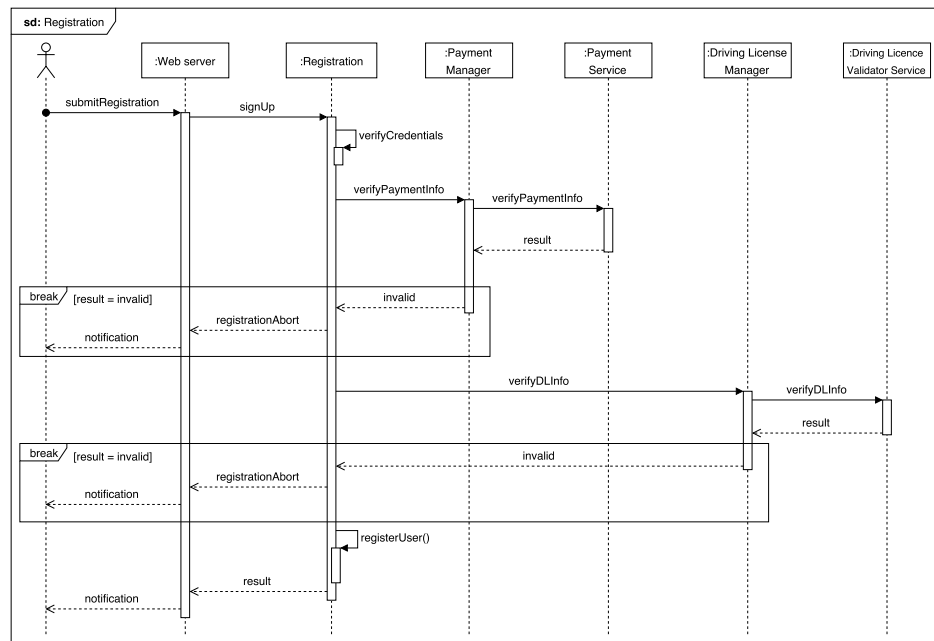 sd: Registration
:Web server
:Registration
:Payment
Manager
:Payment
Service
:Driving License
Manager
:Driving Licence
Validator Service
submitRegistration
signUp
verifyCredentials
verifyPaymentInfo
verifyPaymentInfo
result
break
[result = invalid]
invalid
registrationAbort
notification
verifyDLInfo
verifyDLInfo
result
break
[result = invalid]
invalid
registrationAbort
notification
registerUser()
result
notification